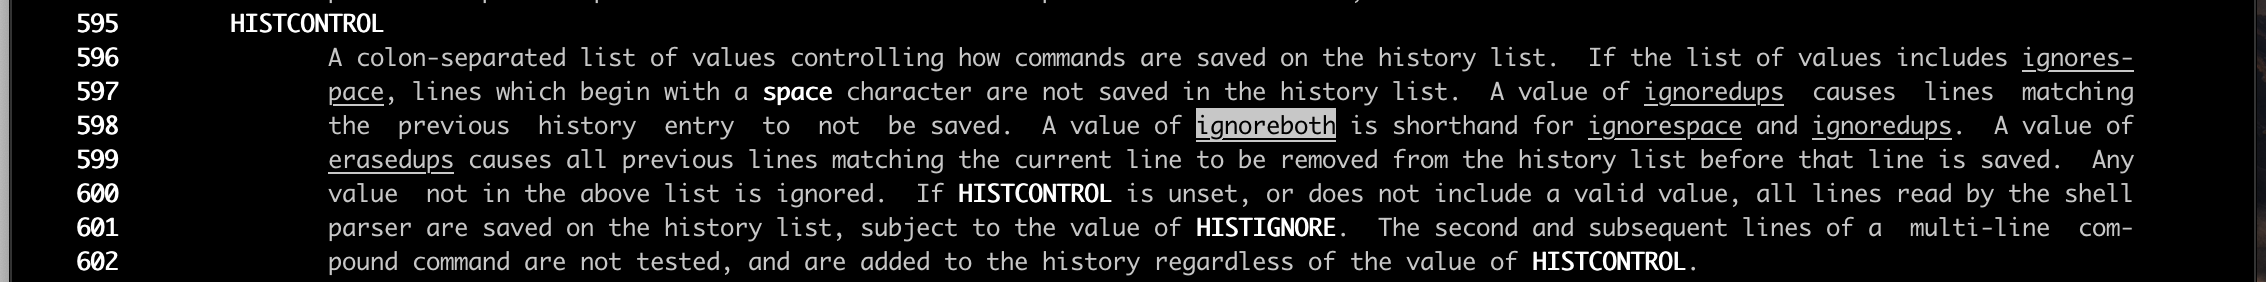 595 HISTCONTROL
596 A colon-separated list of values controlling how commands are saved on the history list. If the list of values includes ignores-
597 pace, lines which begin with a space character are not saved in the history list. A value of ignoredups causes lines matching
598 the previous history entry to not be saved. A value of ignoreboth is shorthand for ignorespace and ignoredups. A value of
599 erasedups causes all previous lines matching the current line to be removed from the history list before that line is saved. Any
600 value not in the above list is ignored. If HISTCONTROL is unset, or does not include a valid value, all lines read by the shell
601 parser are saved on the history list, subject to the value of HISTIGNORE. The second and subsequent lines of a multi-line com-
602 pound command are not tested, and are added to the history regardless of the value of HISTCONTROL.